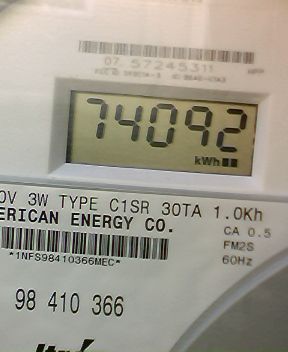 07 57245311
74092
kWh
0V 3W TYPE C1SR 30TA 1.0Kh
ERICAN ENERGY CO.
CA 0.5
FM2S
*1NFS98410366MEC*
60Hz
98 410 366